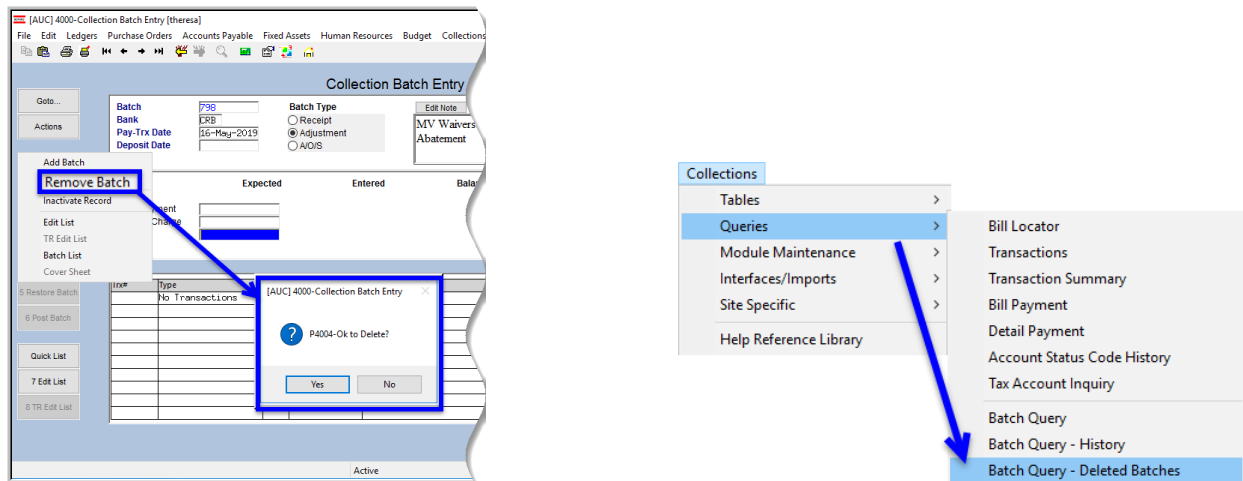 [AUC] 4000-Collection Batch Entry [theresa]
File Edit Ledgers Purchase Orders Accounts Payable Fixed Assets Human Resources Budget Collections
Collection Batch Entry
Goto...
Actions
Batch 798
Bank CRB
Pay-Trx Date 16-May-2019
Deposit Date
Batch Type
Receipt
Adjustment
A/O/S
Edit Note
MV Waivers
Abatement
Add Batch
Remove Batch
Inactivate Record
Edit List
TR Edit List
Batch List
Cover Sheet
Expected Entered Bala
ment
Charge
5 Restore Batch
6 Post Batch
Quick List
7 Edit List
8 TR Edit List
Trx# Type
No Transactions
[AUC] 4000-Collection Batch Entry
P4004-Ok to Delete?
Yes No
Active
Collections
Tables
Queries
Module Maintenance
Interfaces/Imports
Site Specific
Help Reference Library
Bill Locator
Transactions
Transaction Summary
Bill Payment
Detail Payment
Account Status Code History
Tax Account Inquiry
Batch Query
Batch Query - History
Batch Query - Deleted Batches